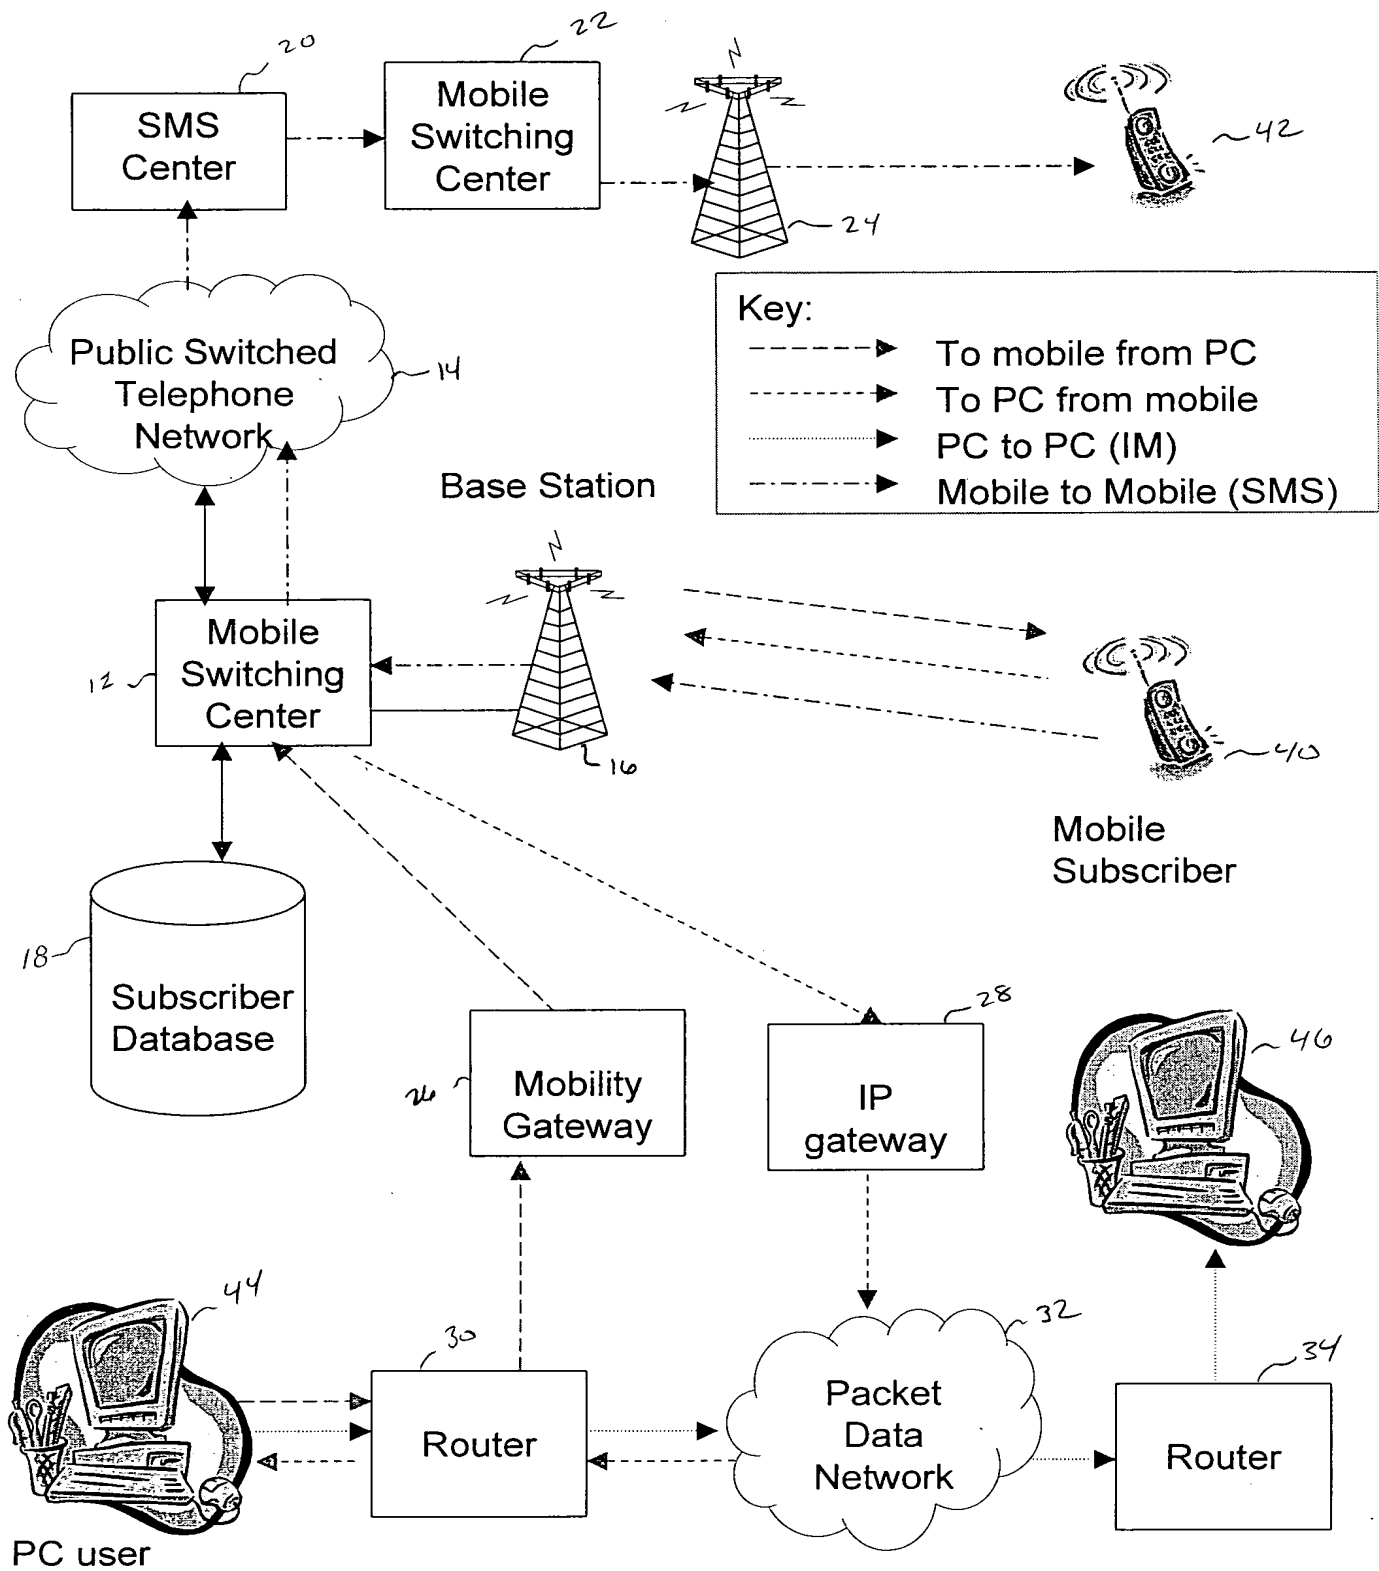 20
22
SMS
Center
Mobile
Switching
Center
42
24
Key:
To mobile from PC
To PC from mobile
PC to PC (IM)
Mobile to Mobile (SMS)
Public Switched
Telephone
Network
14
Base Station
Mobile
Switching
Center
12
16
40
Mobile
Subscriber
18
Subscriber
Database
28
46
26
Mobility
Gateway
IP
gateway
44
30
32
34
Router
Packet
Data
Network
Router
PC user